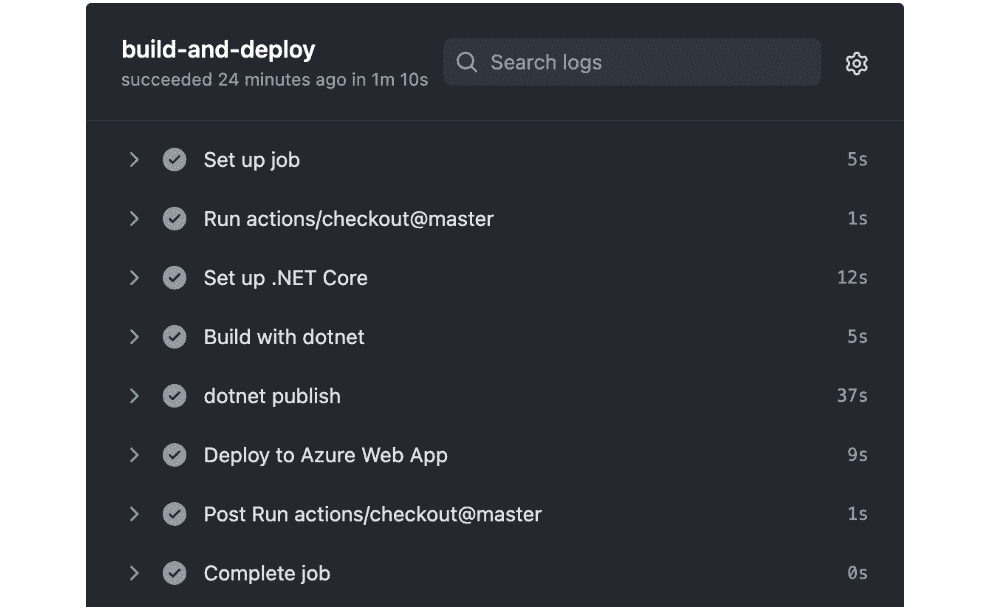 build-and-deploy
succeeded 24 minutes ago in 1m 10s
Search logs
Set up job 5s
Run actions/checkout@master 1s
Set up .NET Core 12s
Build with dotnet 5s
dotnet publish 37s
Deploy to Azure Web App 9s
Post Run actions/checkout@master 1s
Complete job 0s